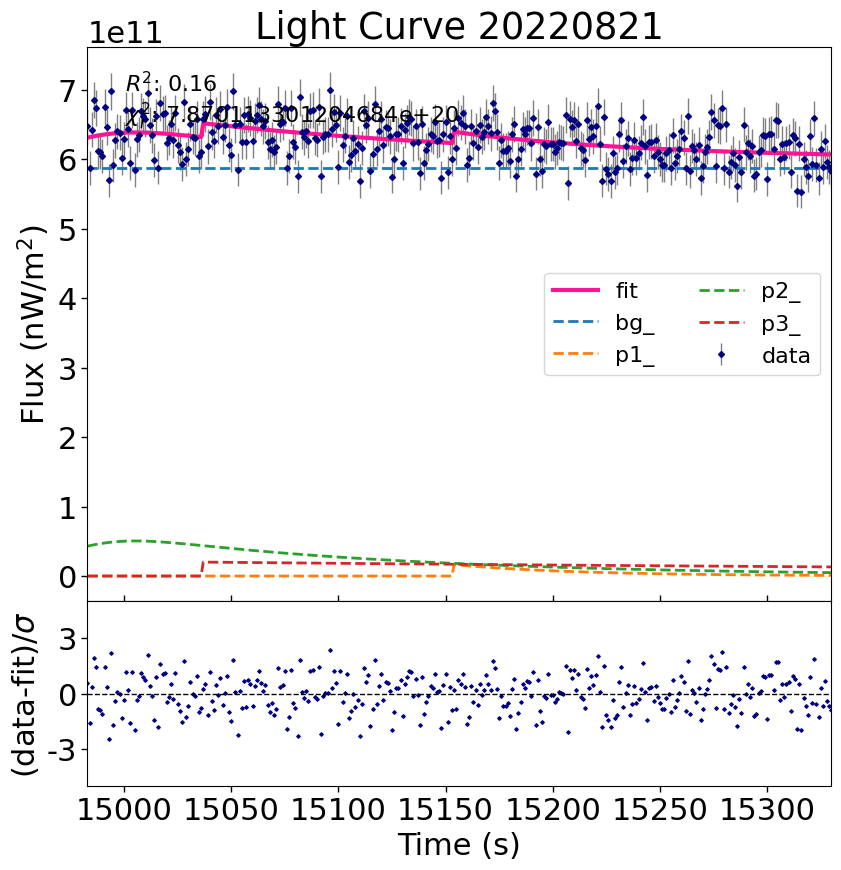 Light Curve 20220821
1e11
R²: 0.16
χ²: 7.870113301204684e+20
7
6
5
4
3
2
1
0
Flux (nW/m²)
fit
bg_
p1_
p2_
p3_
data
3
0
-3
(data-fit)/σ
15000 15050 15100 15150 15200 15250 15300
Time (s)